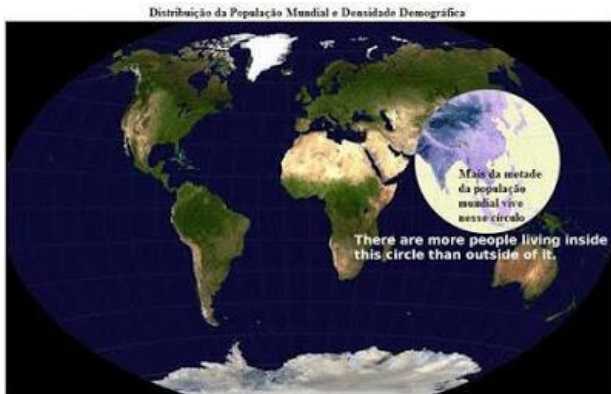 Distribuição da População Mundial e Densidade Demográfica
Mais da metade
da população
mundial vive
nesse círculo
There are more people living inside
this circle than outside of it.